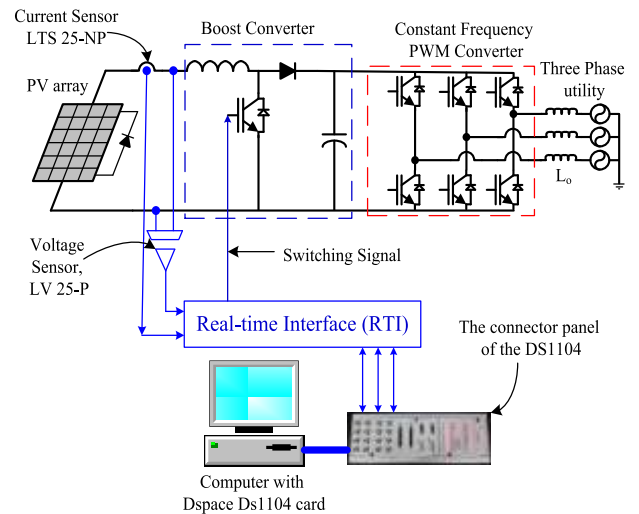 Current Sensor
LTS 25-NP
Boost Converter
Constant Frequency
PWM Converter
PV array
Three Phase
utility
Lo
Voltage
Sensor,
LV 25-P
Switching Signal
Real-time Interface (RTI)
The connector panel
of the DS1104
Computer with
Dspace Ds1104 card